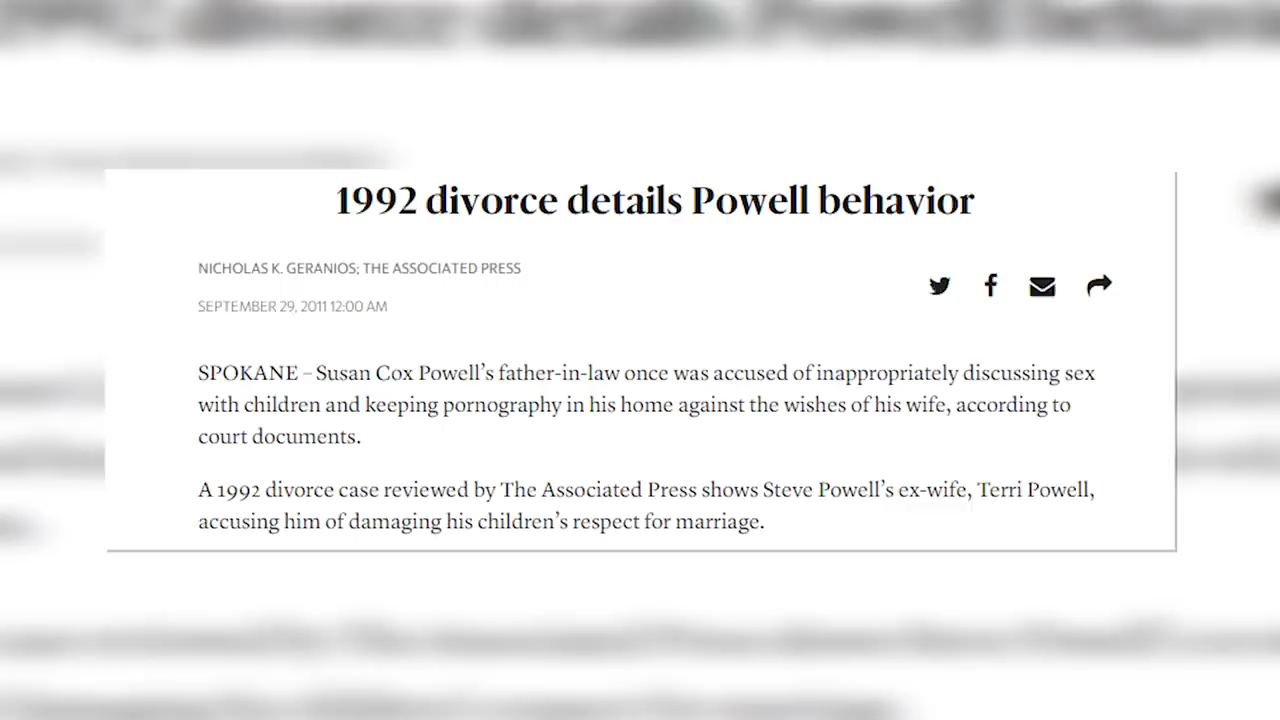 1992 divorce details Powell behavior
NICHOLAS K. GERANIOS; THE ASSOCIATED PRESS
SEPTEMBER 29, 2011 12:00 AM
SPOKANE – Susan Cox Powell’s father-in-law once was accused of inappropriately discussing sex
with children and keeping pornography in his home against the wishes of his wife, according to
court documents.
A 1992 divorce case reviewed by The Associated Press shows Steve Powell’s ex-wife, Terri Powell,
accusing him of damaging his children’s respect for marriage.